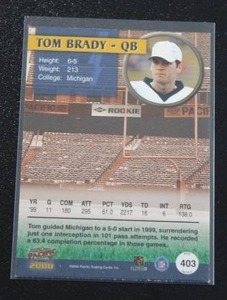 TOM BRADY - QB
Height: 6-5
Weight: 213
College: Michigan
ROOKIE
PACIF
YR G COM ATT PCT YDS TD INT RTG
'99 11 180 295 61.0 2217 16 6 138.0
Tom guided Michigan to a 5-0 start in 1999, surrendering
just one interception in 101 pass attempts. He recorded
a 63.4 completion percentage in those games.
2000
403